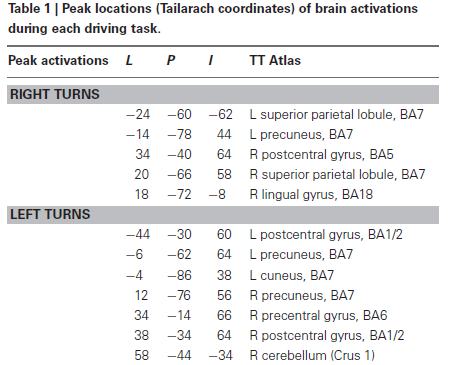 Table 1 | Peak locations (Tailarach coordinates) of brain activations
during each driving task.
Peak activations L P I TT Atlas
RIGHT TURNS
−24 −60 −62 L superior parietal lobule, BA7
−14 −78 44 L precuneus, BA7
34 −40 64 R postcentral gyrus, BA5
20 −66 58 R superior parietal lobule, BA7
18 −72 −8 R lingual gyrus, BA18
LEFT TURNS
−44 −30 60 L postcentral gyrus, BA1/2
−6 −62 64 L precuneus, BA7
−4 −86 38 L cuneus, BA7
12 −76 56 R precuneus, BA7
34 −14 66 R precentral gyrus, BA6
38 −34 64 R postcentral gyrus, BA1/2
58 −44 −34 R cerebellum (Crus 1)